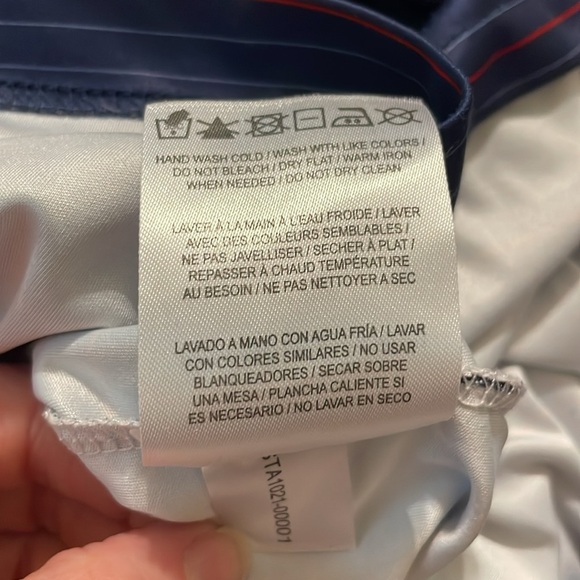 HAND WASH COLD / WASH WITH LIKE COLORS /
DO NOT BLEACH / DRY FLAT / WARM IRON
WHEN NEEDED / DO NOT DRY CLEAN
LAVER À LA MAIN À L'EAU FROIDE / LAVER
AVEC DES COULEURS SEMBLABLES /
NE PAS JAVELLISER / SECHER À PLAT /
REPASSER À CHAUD TEMPÉRATURE
AU BESOIN / NE PAS NETTOYER A SEC
LAVADO A MANO CON AGUA FRÍA / LAVAR
CON COLORES SIMILARES / NO USAR
BLANQUEADORES / SECAR SOBRE
UNA MESA / PLANCHA CALIENTE SI
ES NECESARIO / NO LAVAR EN SECO
STA1021-00001